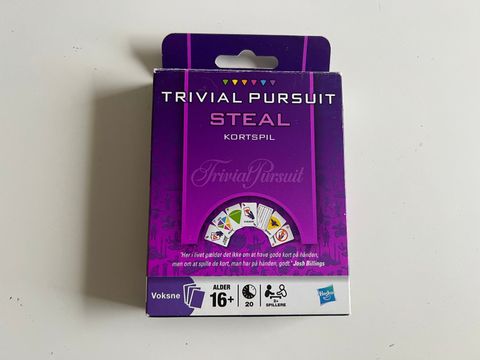 TRIVIAL PURSUIT
STEAL
KORTSPIL
Trivial Pursuit
"Her i livet gælder det ikke om at have gode kort på hånden,
men om at spille de kort, man har på hånden, godt." Josh Billings
Voksne
ALDER
16+
20
2+
SPILLERE
Hasbro